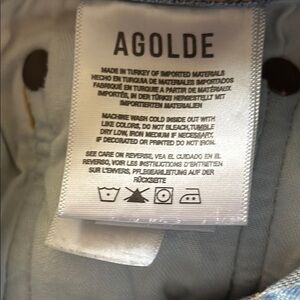 AGOLDE
MADE IN TURKEY OF IMPORTED MATERIALS
HECHO EN TURQUIA DE MATERIALES IMPORTADOS
FABRIQUÉ EN TURQUIE A PARTIR DE MATÉRIAUX
IMPORTÉS, IN DER TÜRKEI HERGESTELLT MIT
IMPORTIERTEN MATERIALIEN
MACHINE WASH COLD INSIDE OUT WITH
LIKE COLORS, DO NOT BLEACH,TUMBLE
DRY LOW, IRON MEDIUM IF NECESSARY.
IF DECORATED OR PRINTED DO NOT IRON.
SEE CARE ON REVERSE, VEA EL CUIDADO EN EL
REVERSO, VOIR LES INSTRUCTIONS D'ENTRETIEN
SUR L'ENVERS, PFLEGEANLEITUNG AUF DER
RÜCKSEITE